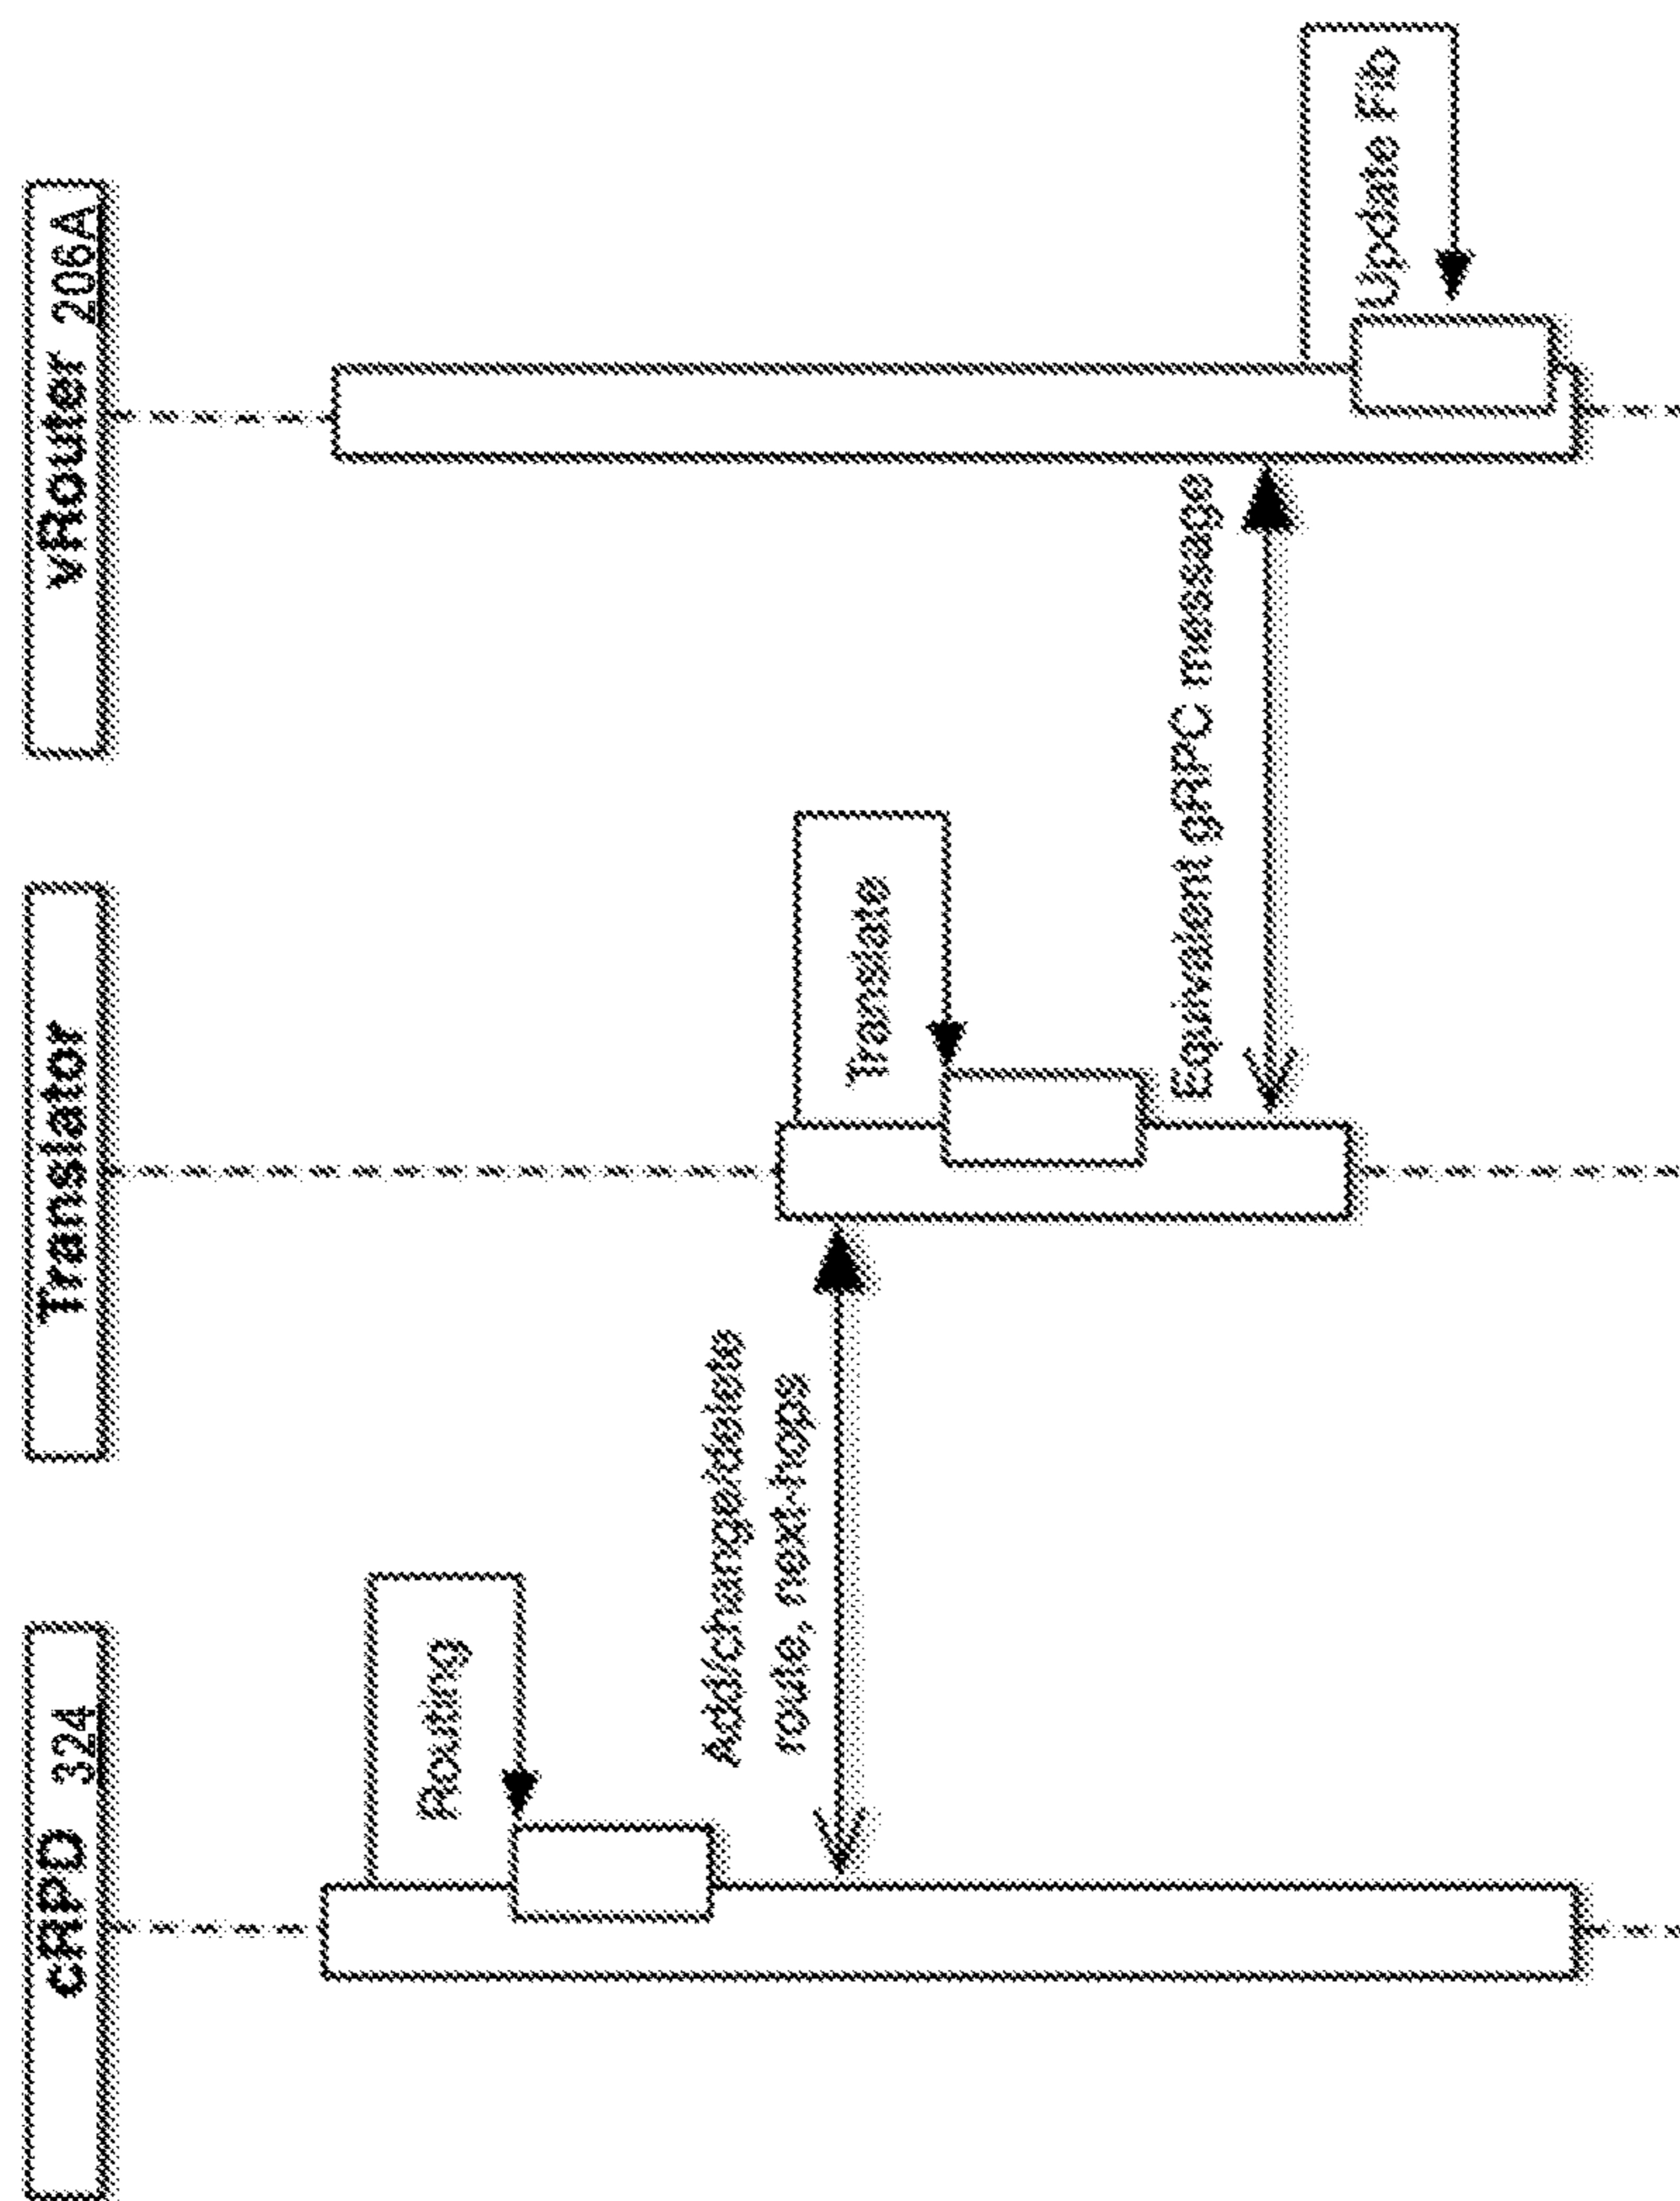 cRPD 324
Translator
vRouter 206A
Routing
Add/change/delete
route, next-hops
Translate
Equivalent gRPC message
Update Fib